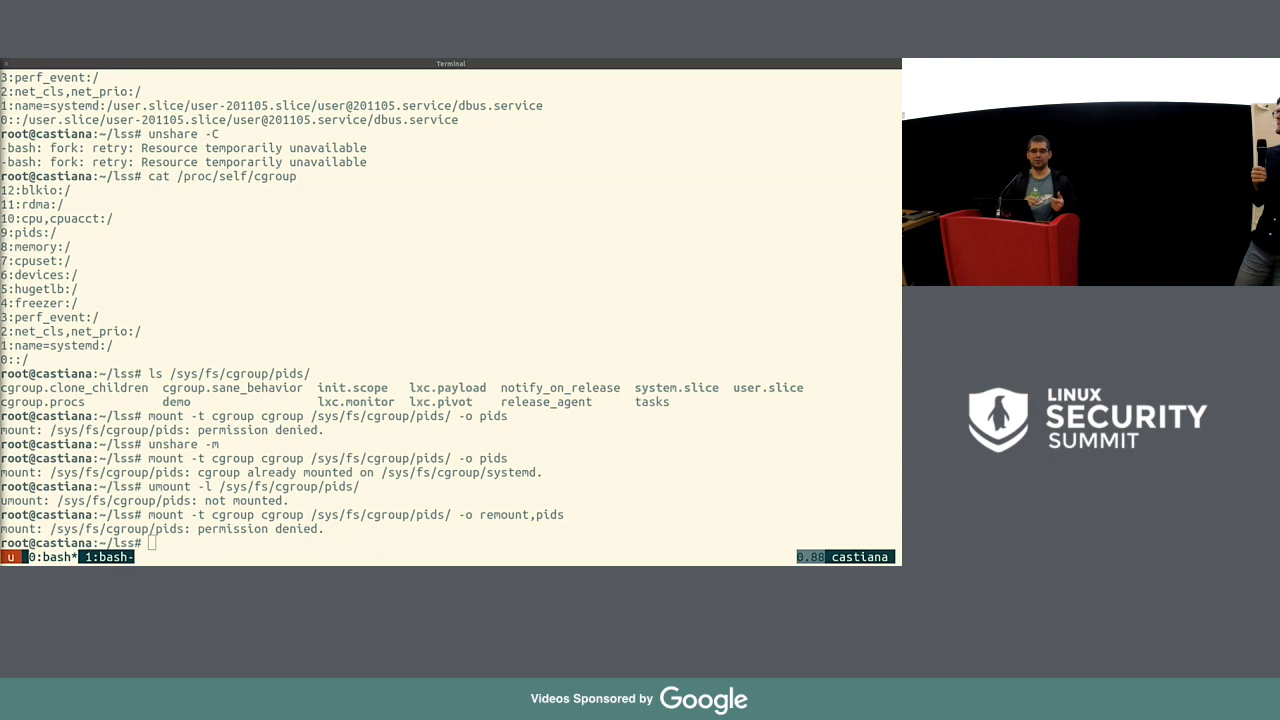 Terminal
3:perf_event:/
2:net_cls,net_prio:/
1:name=systemd:/user.slice/user-201105.slice/user@201105.service/dbus.service
0::/user.slice/user-201105.slice/user@201105.service/dbus.service
root@castiana:~/lss# unshare -C
-bash: fork: retry: Resource temporarily unavailable
-bash: fork: retry: Resource temporarily unavailable
root@castiana:~/lss# cat /proc/self/cgroup
12:blkio:/
11:rdma:/
10:cpu,cpuacct:/
9:pids:/
8:memory:/
7:cpuset:/
6:devices:/
5:hugetlb:/
4:freezer:/
3:perf_event:/
2:net_cls,net_prio:/
1:name=systemd:/
0::/
root@castiana:~/lss# ls /sys/fs/cgroup/pids/
cgroup.clone_children cgroup.sane_behavior init.scope lxc.payload notify_on_release system.slice user.slice
cgroup.procs demo lxc.monitor lxc.pivot release_agent tasks
root@castiana:~/lss# mount -t cgroup cgroup /sys/fs/cgroup/pids/ -o pids
mount: /sys/fs/cgroup/pids: permission denied.
root@castiana:~/lss# unshare -m
root@castiana:~/lss# mount -t cgroup cgroup /sys/fs/cgroup/pids/ -o pids
mount: /sys/fs/cgroup/pids: cgroup already mounted on /sys/fs/cgroup/systemd.
root@castiana:~/lss# umount -l /sys/fs/cgroup/pids/
umount: /sys/fs/cgroup/pids: not mounted.
root@castiana:~/lss# mount -t cgroup cgroup /sys/fs/cgroup/pids/ -o remount,pids
mount: /sys/fs/cgroup/pids: permission denied.
root@castiana:~/lss#
u 0:bash* 1:bash- 0.88 castiana
LINUX
SECURITY
SUMMIT
Videos Sponsored by Google